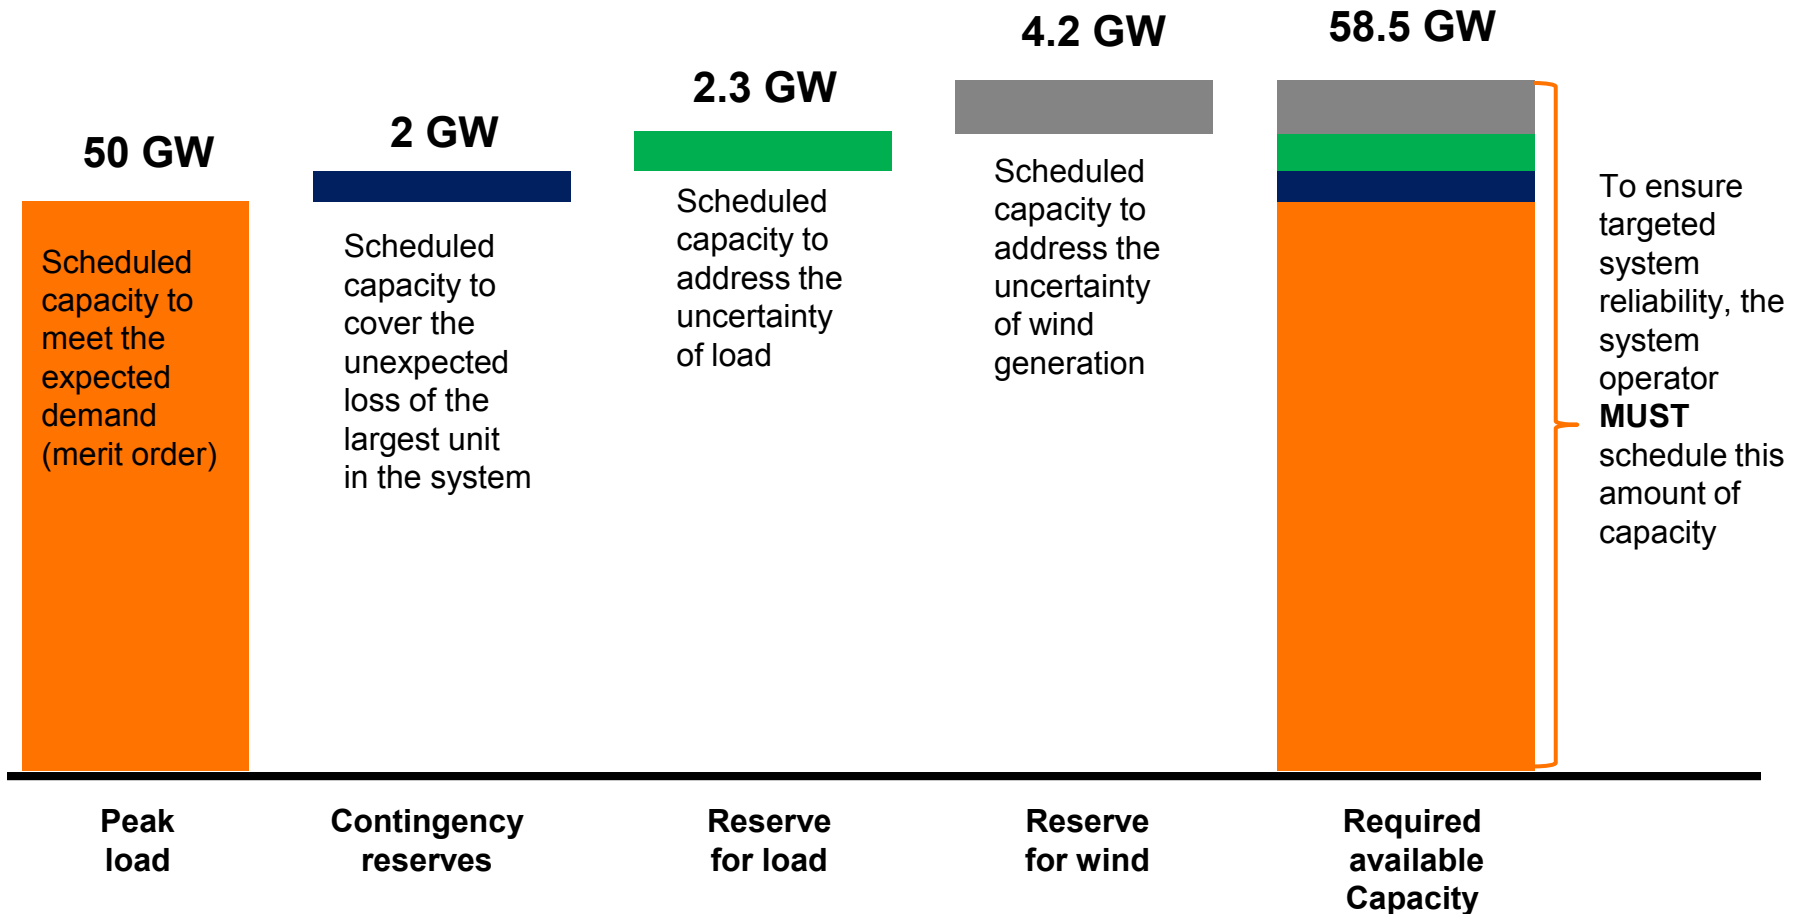 50 GW
Scheduled
capacity to
meet the
expected
demand
(merit order)
2 GW
Scheduled
capacity to
cover the
unexpected
loss of the
largest unit
in the system
2.3 GW
Scheduled
capacity to
address the
uncertainty
of load
4.2 GW
Scheduled
capacity to
address the
uncertainty
of wind
generation
58.5 GW
To ensure
targeted
system
reliability, the
system
operator
MUST
schedule this
amount of
capacity
Peak
load
Contingency
reserves
Reserve
for load
Reserve
for wind
Required
available
Capacity